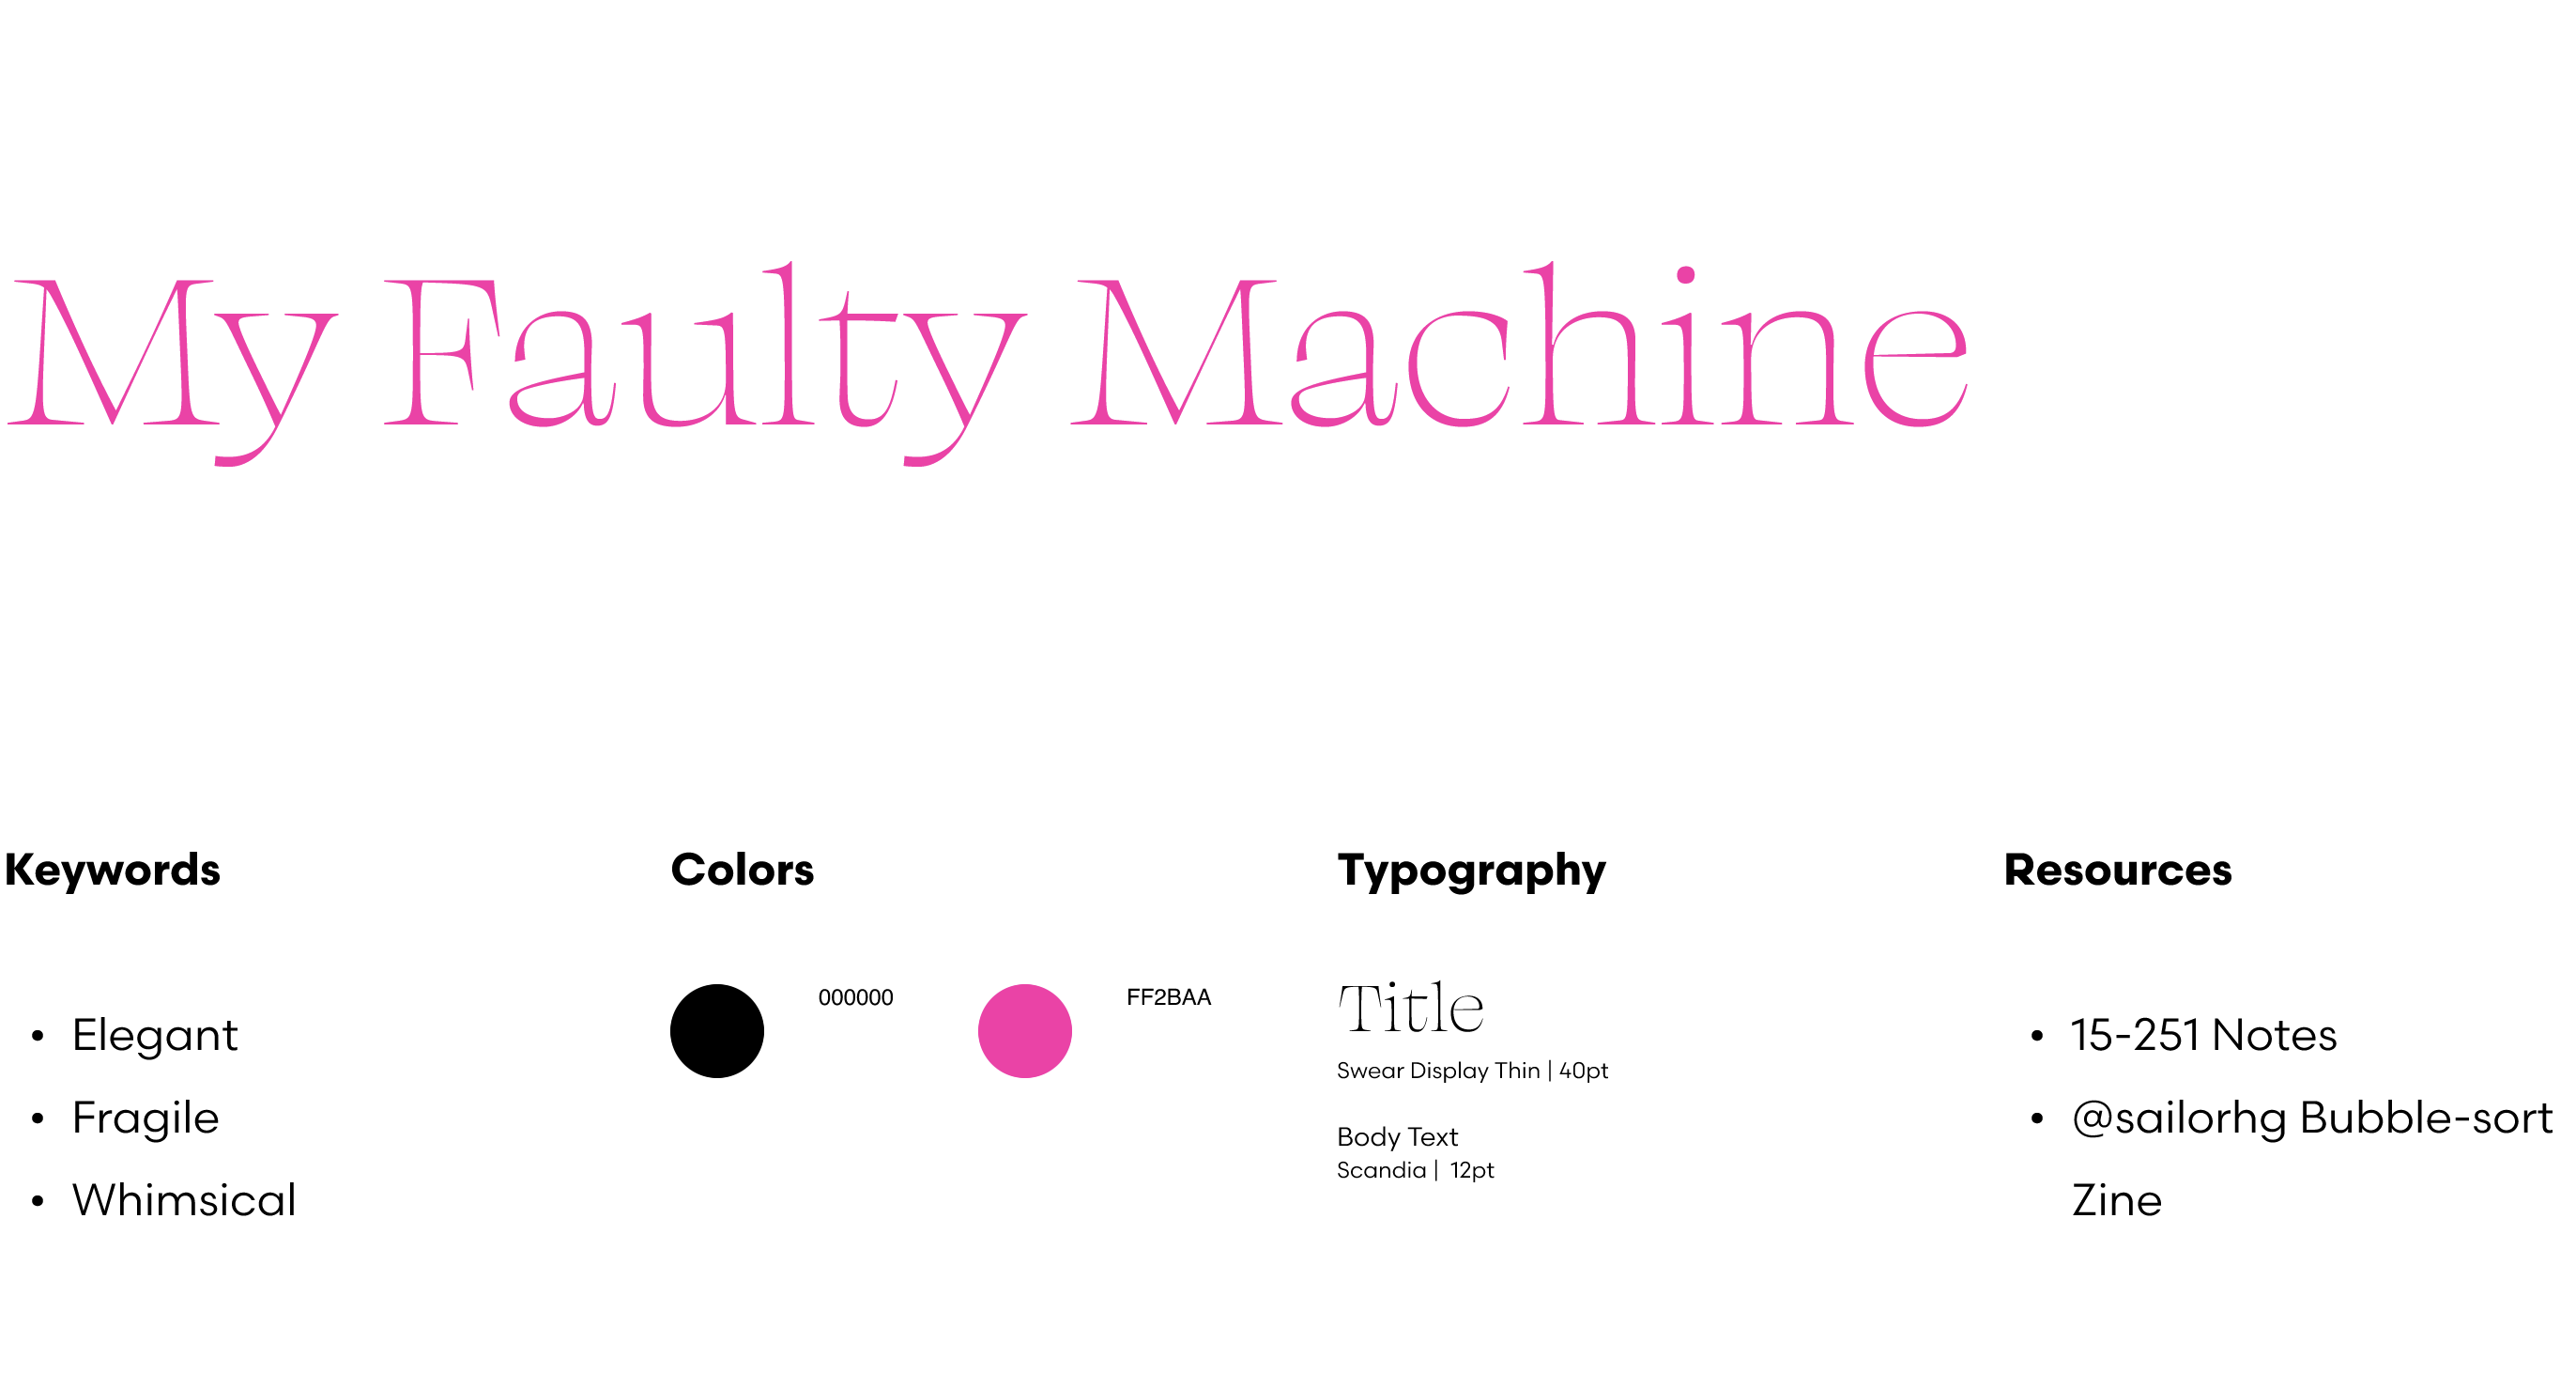 My Faulty Machine
Keywords
• Elegant
• Fragile
• Whimsical
Colors
000000
FF2BAA
Typography
Title
Swear Display Thin | 40pt
Body Text
Scandia | 12pt
Resources
• 15-251 Notes
• @sailorhg Bubble-sort
Zine